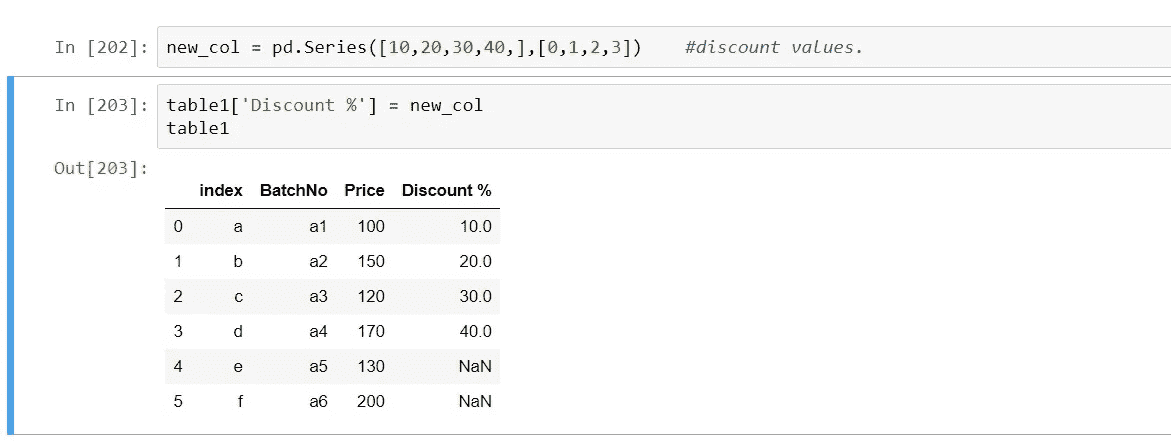 In [202]: new_col = pd.Series([10,20,30,40,],[0,1,2,3])    #discount values.
In [203]: table1['Discount %'] = new_col
table1
Out[203]:
index BatchNo Price Discount %
0 a a1 100 10.0
1 b a2 150 20.0
2 c a3 120 30.0
3 d a4 170 40.0
4 e a5 130 NaN
5 f a6 200 NaN